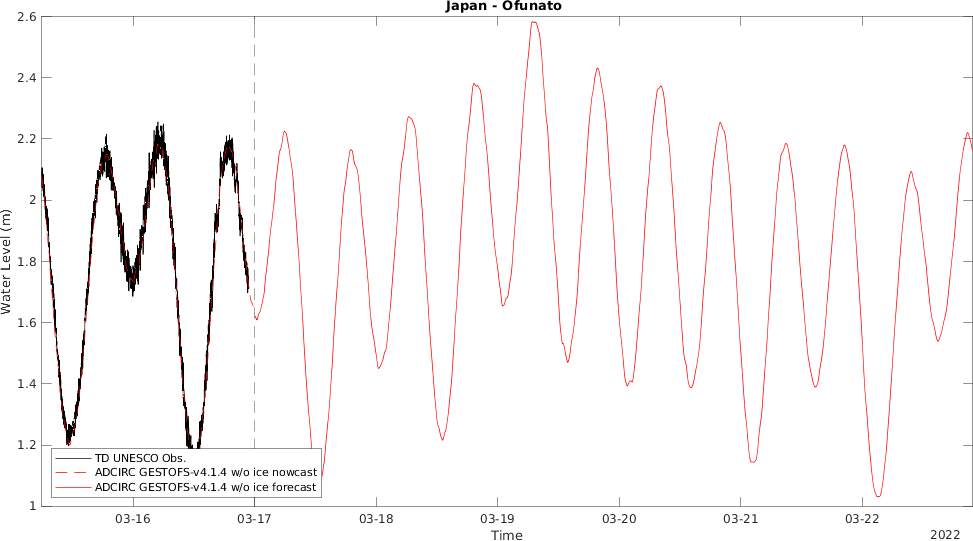 Japan - Ofunato
2.6
2.4
2.2
2
1.8
1.6
1.4
1.2
1
Water Level (m)
TD UNESCO Obs.
ADCIRC GESTOFS-v4.1.4 w/o ice nowcast
ADCIRC GESTOFS-v4.1.4 w/o ice forecast
03-16 03-17 03-18 03-19 03-20 03-21 03-22
Time
2022